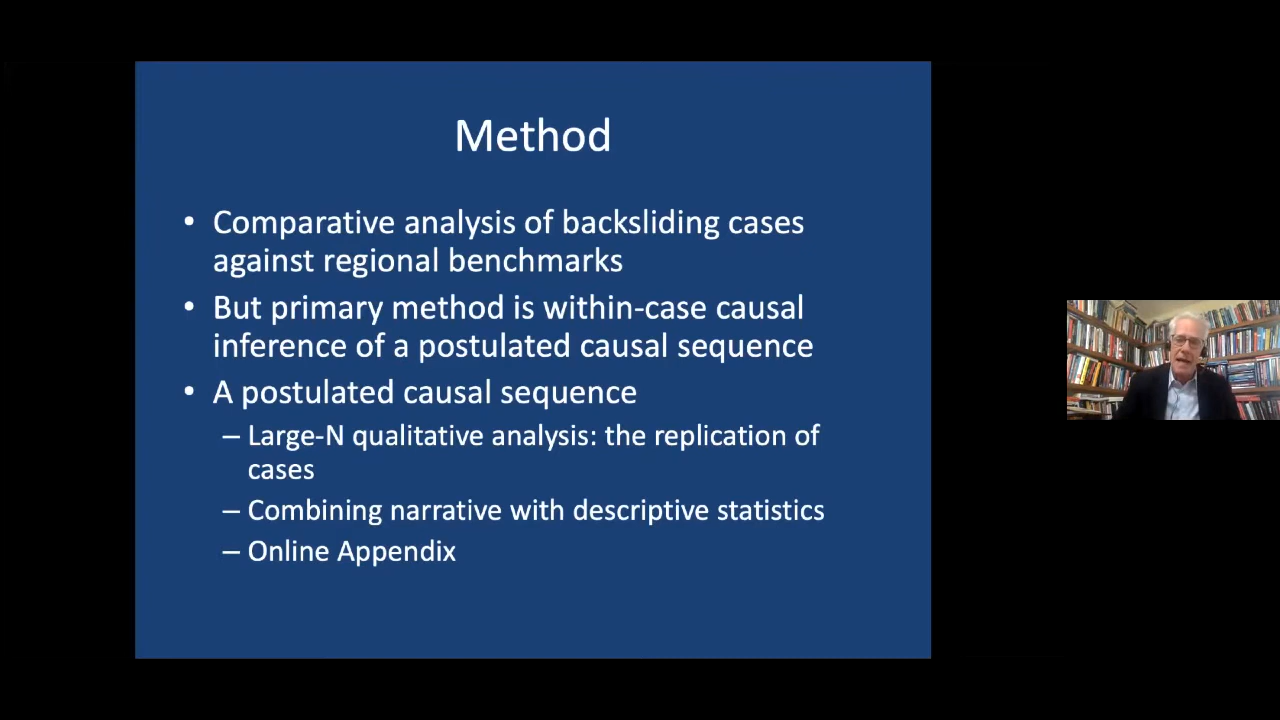 Method
• Comparative analysis of backsliding cases
against regional benchmarks
• But primary method is within-case causal
inference of a postulated causal sequence
• A postulated causal sequence
– Large-N qualitative analysis: the replication of
cases
– Combining narrative with descriptive statistics
– Online Appendix